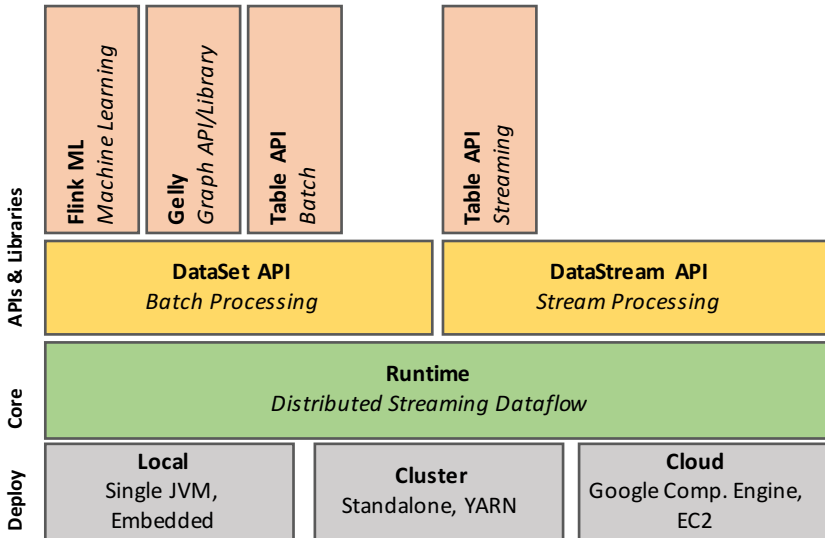 Flink ML
Machine Learning
Gelly
Graph API/Library
Table API
Batch
Table API
Streaming
APIs & Libraries
DataSet API
Batch Processing
DataStream API
Stream Processing
Core
Runtime
Distributed Streaming Dataflow
Deploy
Local
Single JVM,
Embedded
Cluster
Standalone, YARN
Cloud
Google Comp. Engine,
EC2